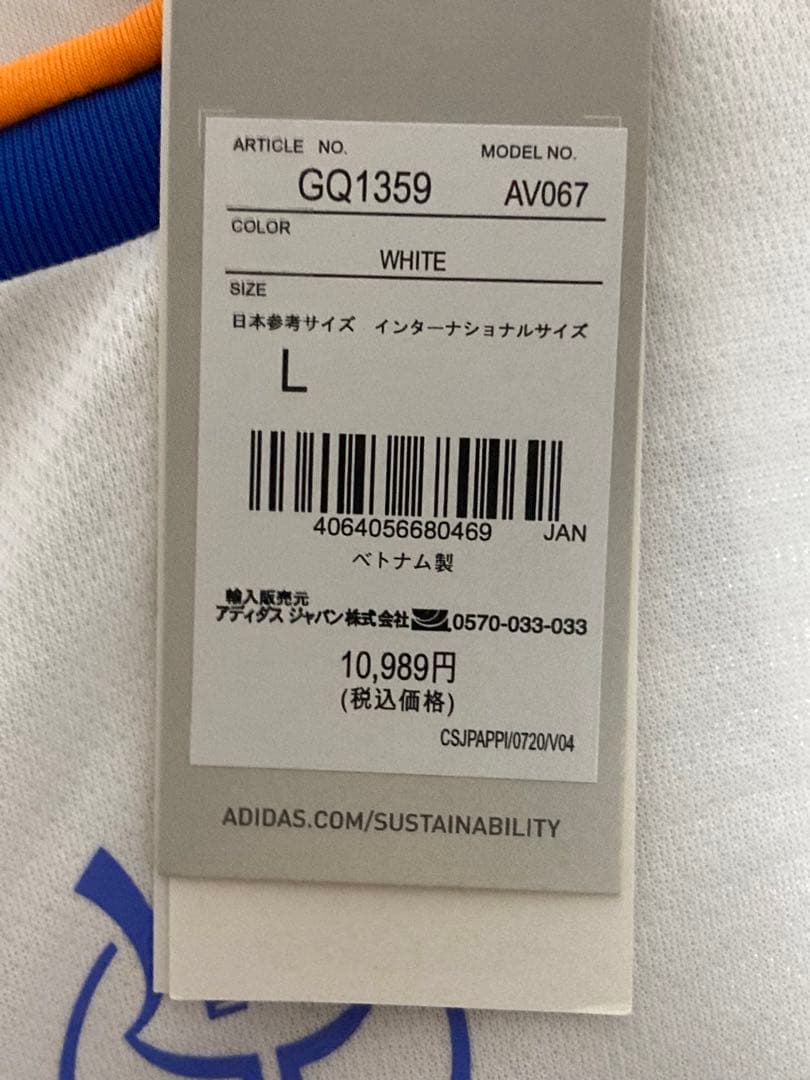 ARTICLE NO. MODEL NO.
GQ1359 AV067
COLOR
WHITE
SIZE
日本参考サイズ インターナショナルサイズ
L
4064056680469 JAN
ベトナム製
輸入販売元
アディダス ジャパン株式会社 0570-033-033
10,989円
(税込価格)
CSJPAPPI/0720/V04
ADIDAS.COM/SUSTAINABILITY